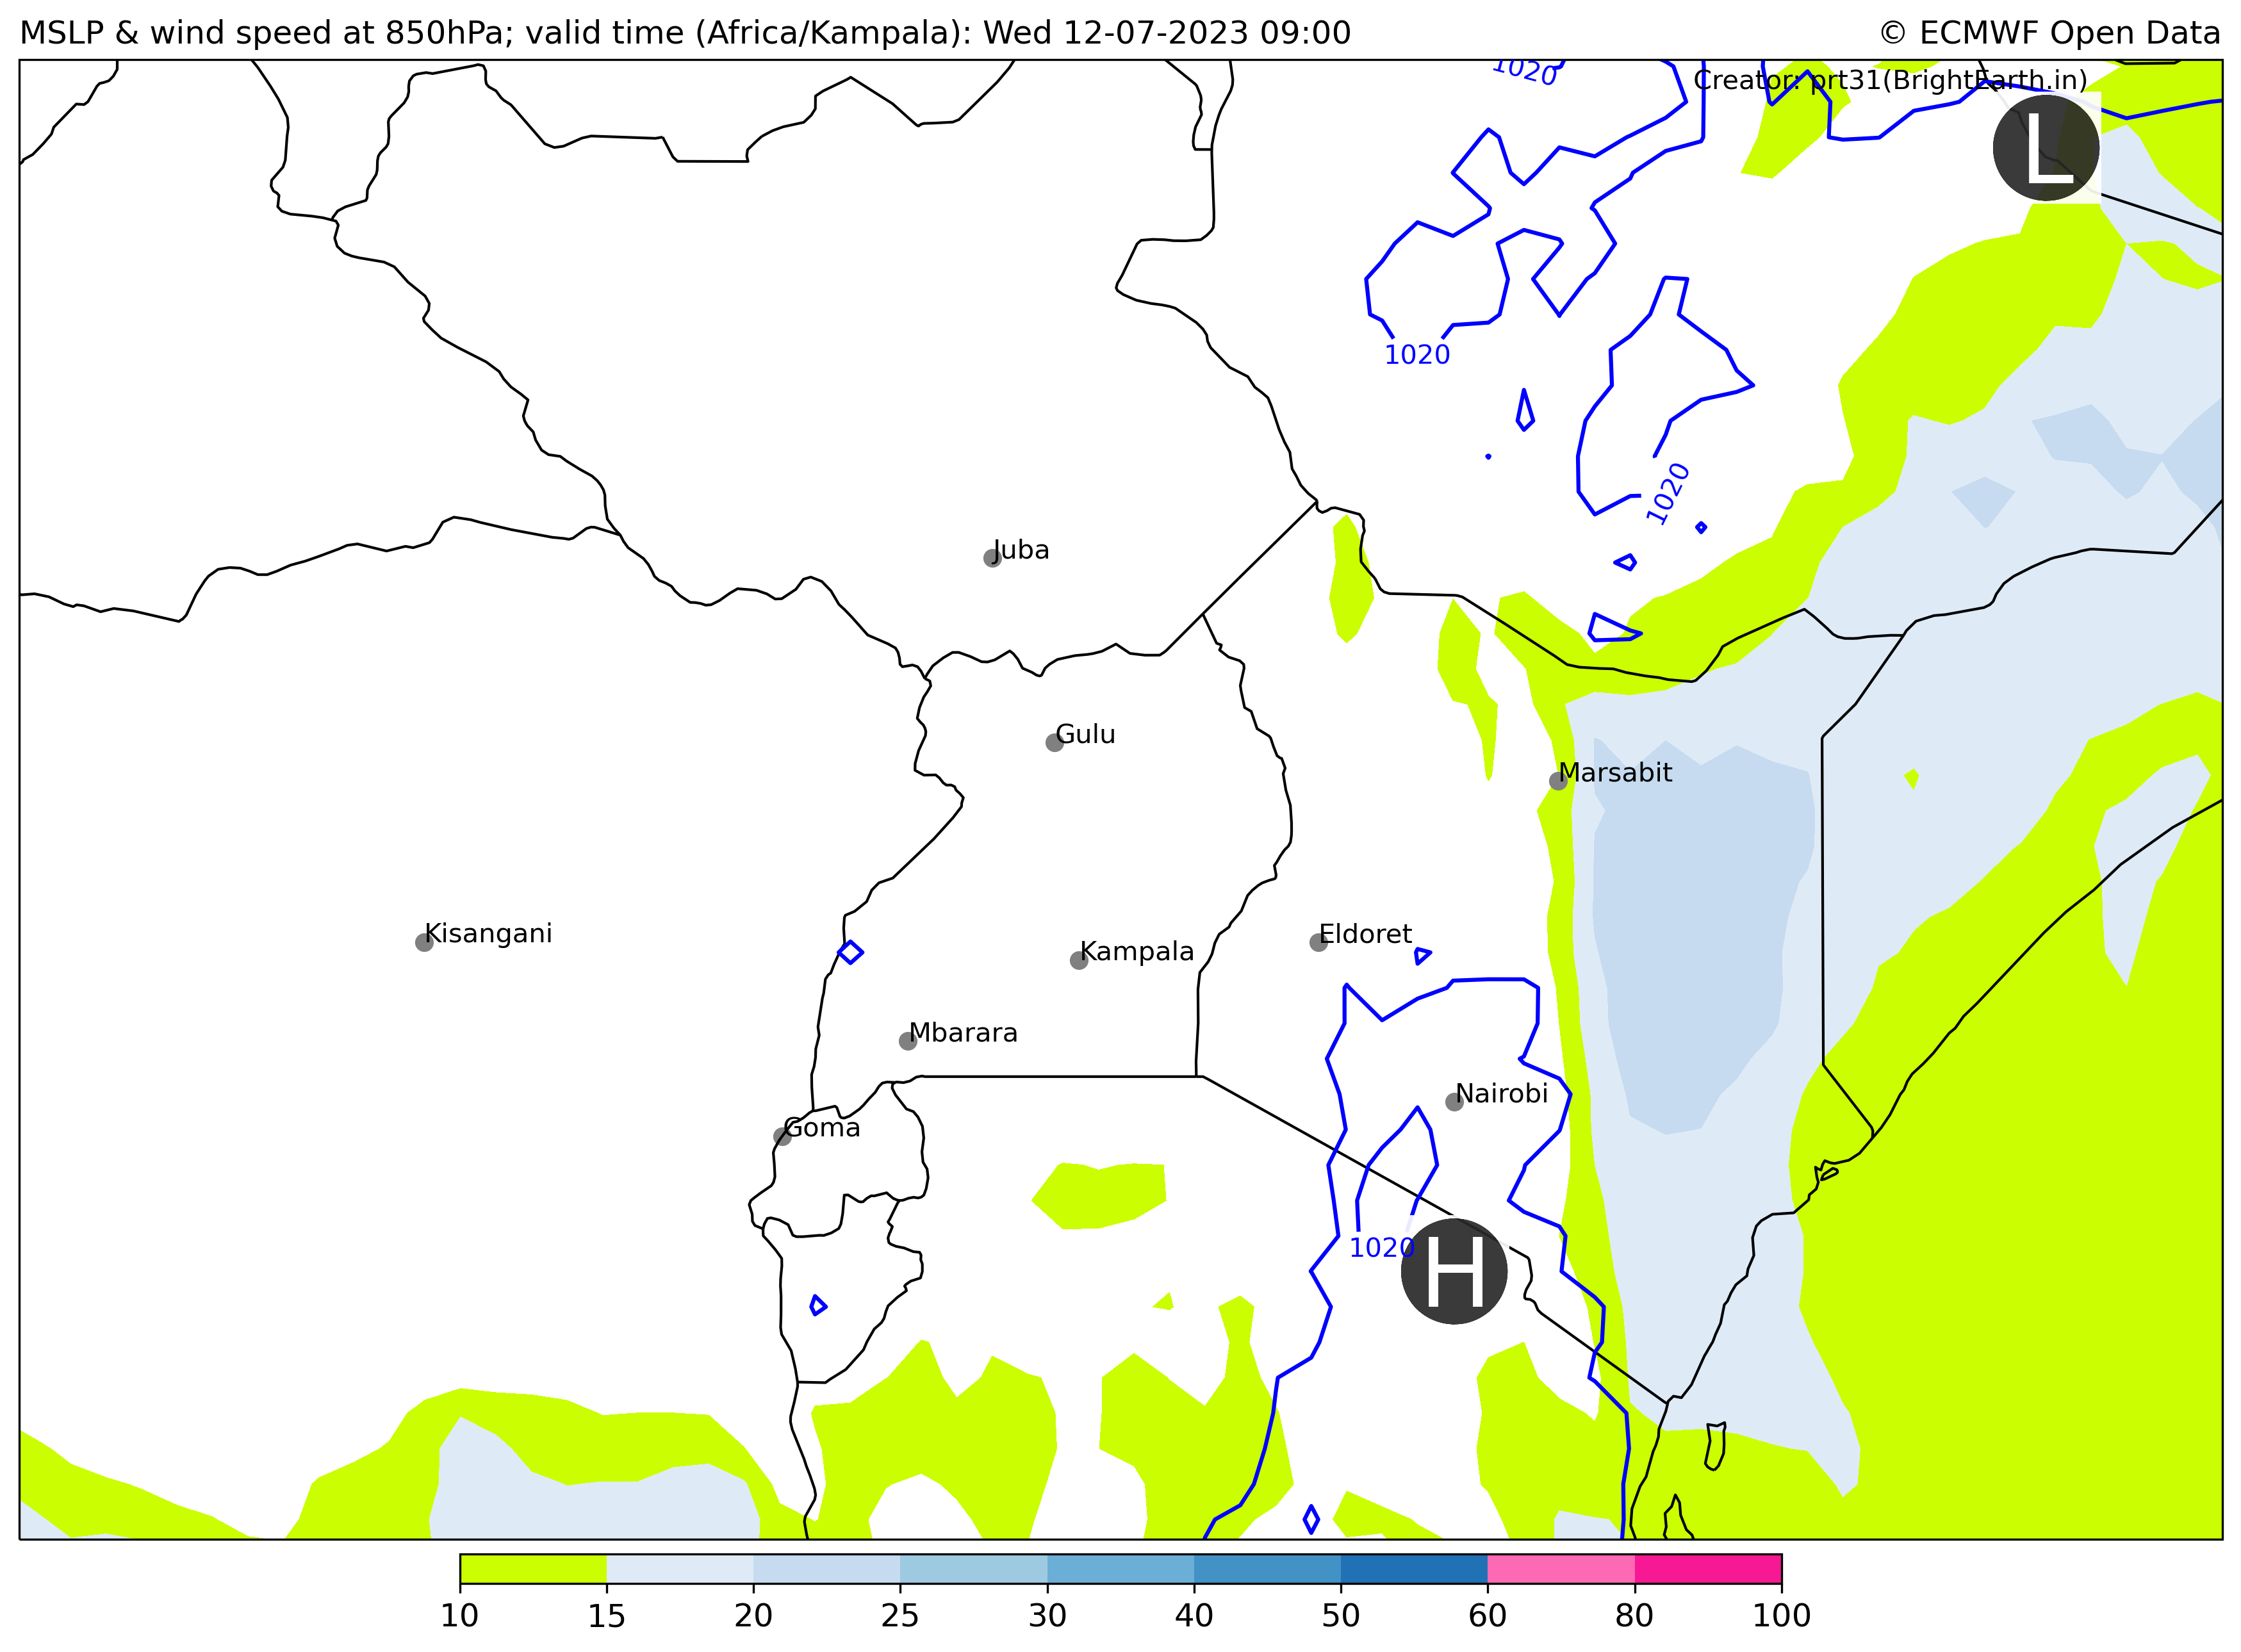 MSLP & wind speed at 850hPa; valid time (Africa/Kampala): Wed 12-07-2023 09:00
© ECMWF Open Data
1020
Creator: prt31(BrightEarth.in)
L
1020
1020
Juba
Gulu
Marsabit
Kisangani
Eldoret
Kampala
Mbarara
Nairobi
Goma
1020
H
10 15 20 25 30 40 50 60 80 100